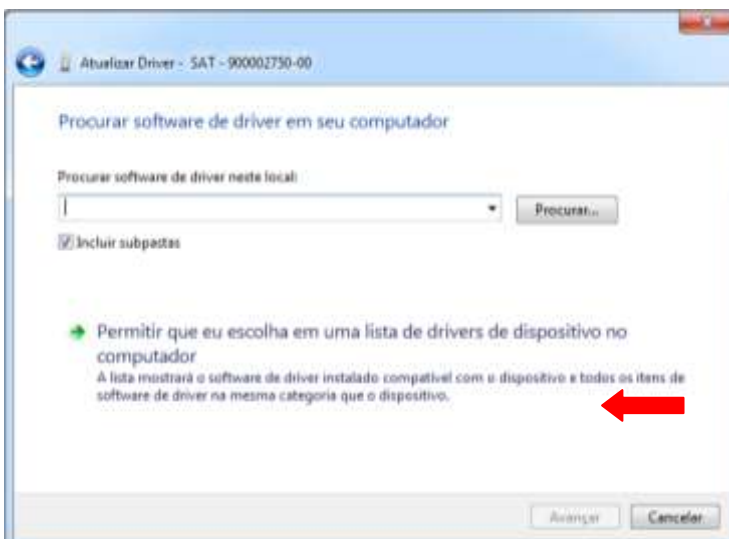 Atualizar Driver - SAT - 900002750-00
Procurar software de driver em seu computador
Procurar software de driver neste local:
Procurar...
Incluir subpastas
Permitir que eu escolha em uma lista de drivers de dispositivo no
computador
A lista mostrará o software de driver instalado compatível com o dispositivo e todos os itens de
software de driver na mesma categoria que o dispositivo.
Avançar
Cancelar